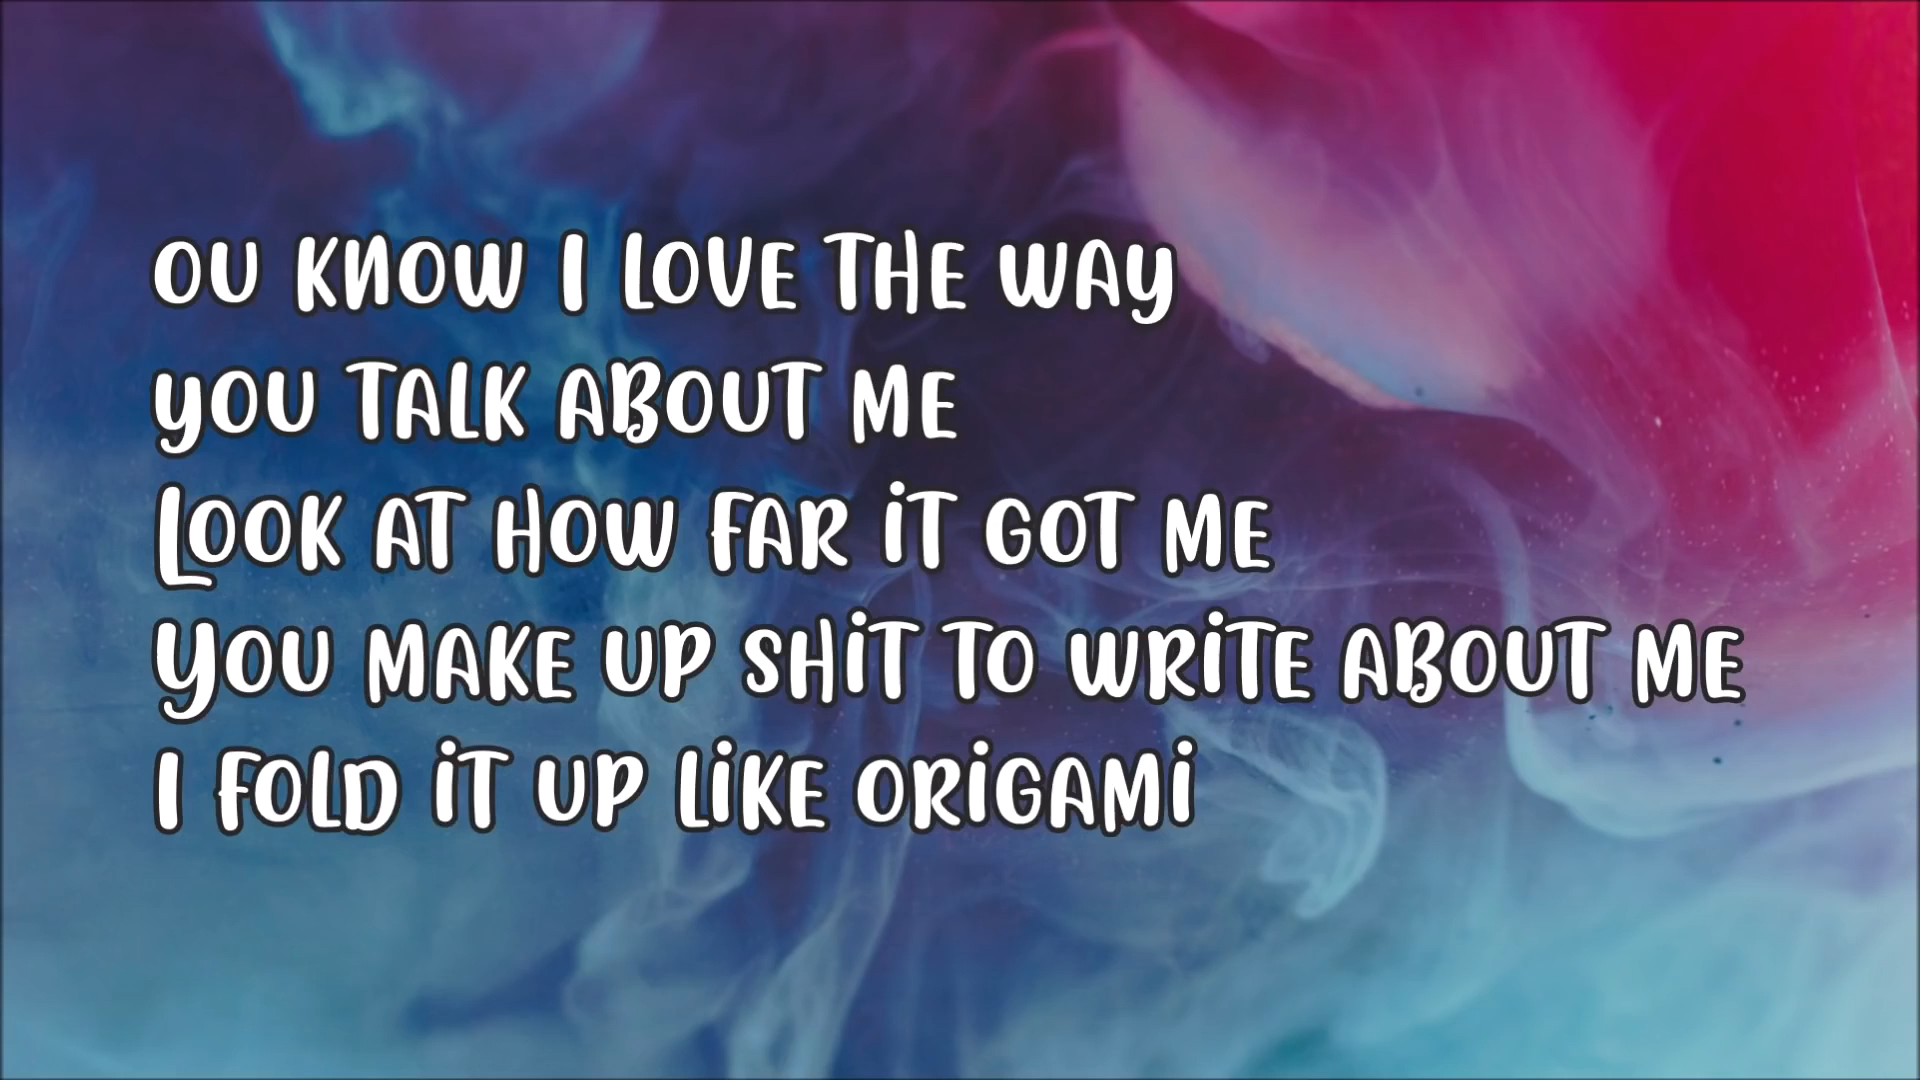 ou know I love the way
you talk about me
Look at how far it got me
You make up shit to write about me
I fold it up like origami